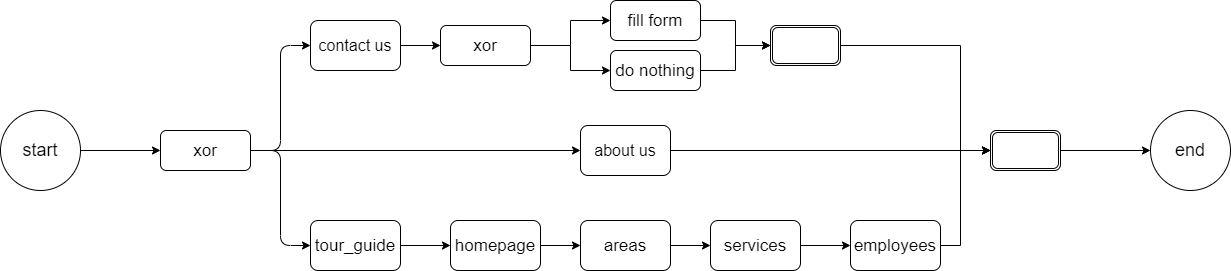 start
xor
contact us
xor
fill form
do nothing
about us
tour_guide
homepage
areas
services
employees
end